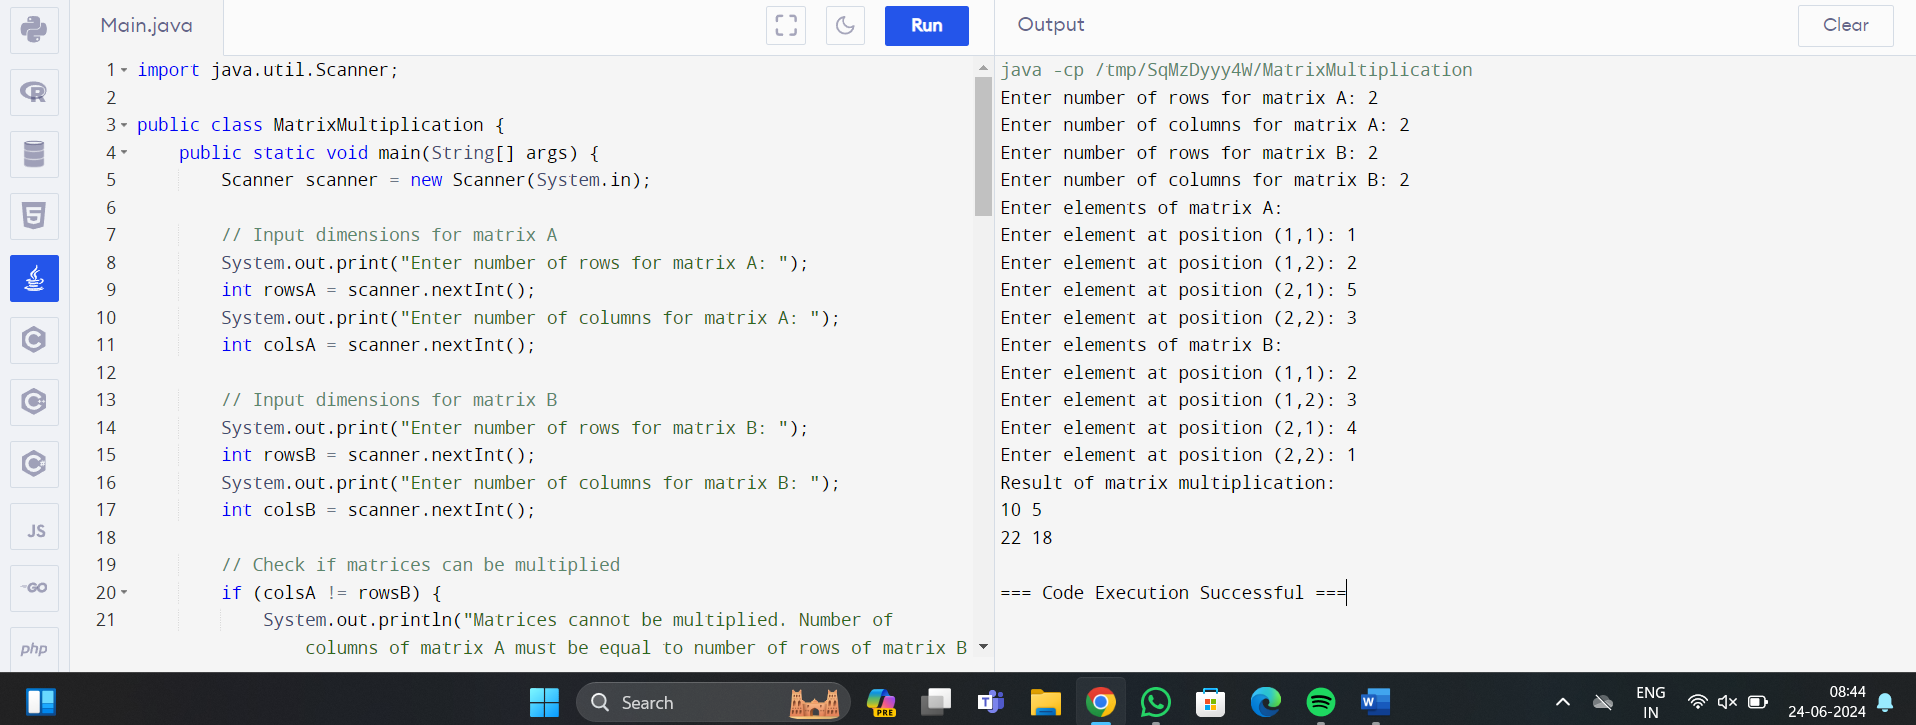 Main.java
Run
Output
Clear
1 import java.util.Scanner;
2
3 public class MatrixMultiplication {
4 public static void main(String[] args) {
5 Scanner scanner = new Scanner(System.in);
6
7 // Input dimensions for matrix A
8 System.out.print("Enter number of rows for matrix A: ");
9 int rowsA = scanner.nextInt();
10 System.out.print("Enter number of columns for matrix A: ");
11 int colsA = scanner.nextInt();
12
13 // Input dimensions for matrix B
14 System.out.print("Enter number of rows for matrix B: ");
15 int rowsB = scanner.nextInt();
16 System.out.print("Enter number of columns for matrix B: ");
17 int colsB = scanner.nextInt();
18
19 // Check if matrices can be multiplied
20 if (colsA != rowsB) {
21 System.out.println("Matrices cannot be multiplied. Number of
columns of matrix A must be equal to number of rows of matrix B
java -cp /tmp/SqMzDyyy4W/MatrixMultiplication
Enter number of rows for matrix A: 2
Enter number of columns for matrix A: 2
Enter number of rows for matrix B: 2
Enter number of columns for matrix B: 2
Enter elements of matrix A:
Enter element at position (1,1): 1
Enter element at position (1,2): 2
Enter element at position (2,1): 5
Enter element at position (2,2): 3
Enter elements of matrix B:
Enter element at position (1,1): 2
Enter element at position (1,2): 3
Enter element at position (2,1): 4
Enter element at position (2,2): 1
Result of matrix multiplication:
10 5
22 18
=== Code Execution Successful ===
R
5
C
C
C
JS
GO
php
Search
PRE
T
W
ENG
IN
08:44
24-06-2024